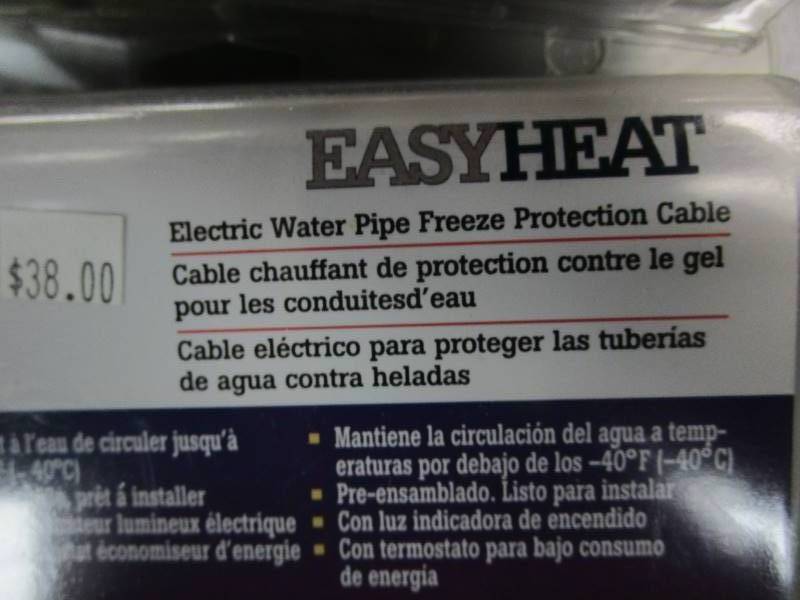 EASYHEAT
$38.00
Electric Water Pipe Freeze Protection Cable
Cable chauffant de protection contre le gel
pour les conduitesd'eau
Cable eléctrico para proteger las tuberías
de agua contra heladas
à l'eau de circuler jusqu'à
(-40°C)
prêt á installer
lumineux électrique
économiseur d'energie
▪ Mantiene la circulación del agua a temp-
eraturas por debajo de los -40°F (-40°C)
▪ Pre-ensamblado. Listo para instalar
▪ Con luz indicadora de encendido
▪ Con termostato para bajo consumo
de energía